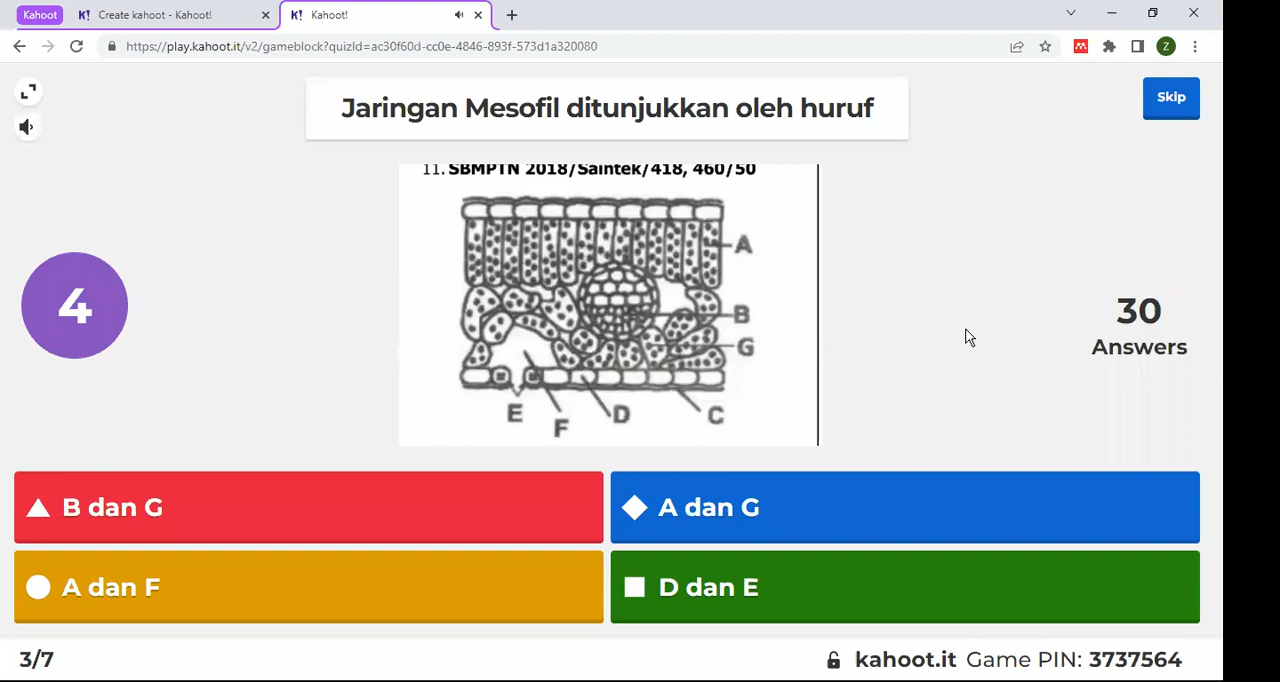 Kahoot
K! Create kahoot - Kahoot!
K! Kahoot!
https://play.kahoot.it/v2/gameblock?quizId=ac30f60d-cc0e-4846-893f-573d1a320080
Z
Jaringan Mesofil ditunjukkan oleh huruf
Skip
11. SBMPTN 2018/Saintek/418, 460/50
A
B
G
E
F
D
C
4
30
Answers
B dan G
A dan G
A dan F
D dan E
3/7
kahoot.it Game PIN: 3737564